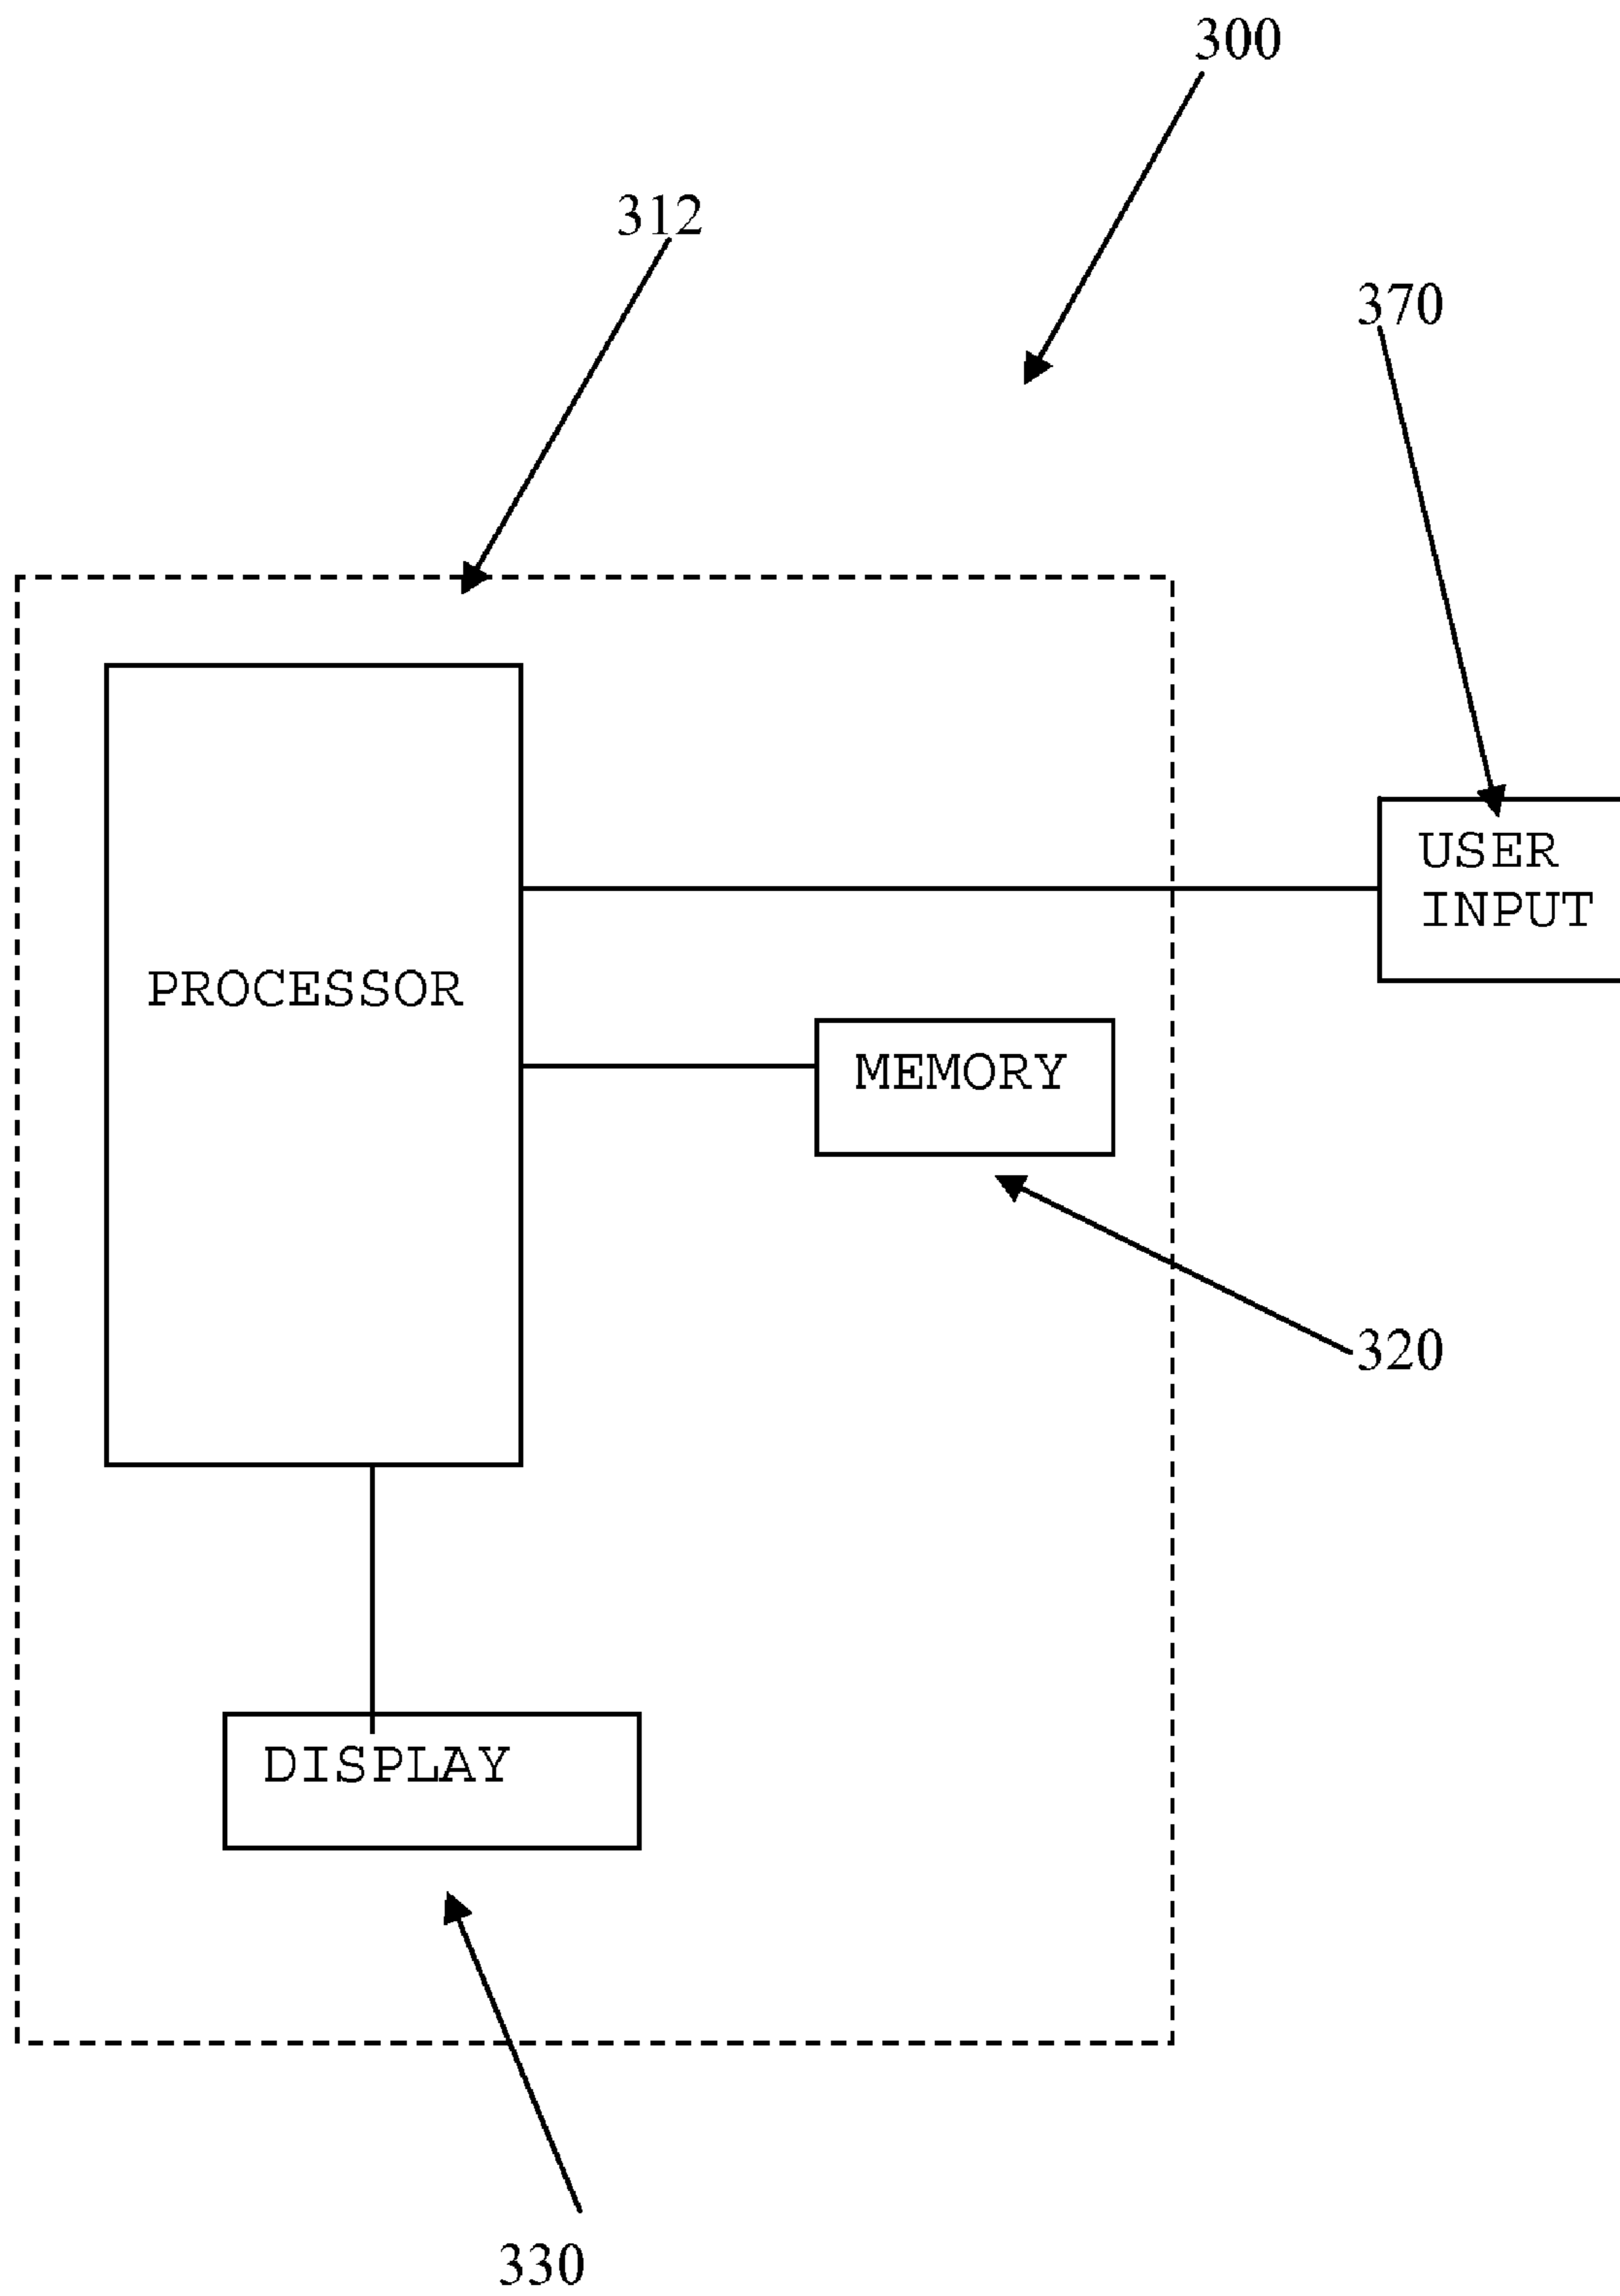 300
312
370
USER
INPUT
PROCESSOR
MEMORY
320
DISPLAY
330